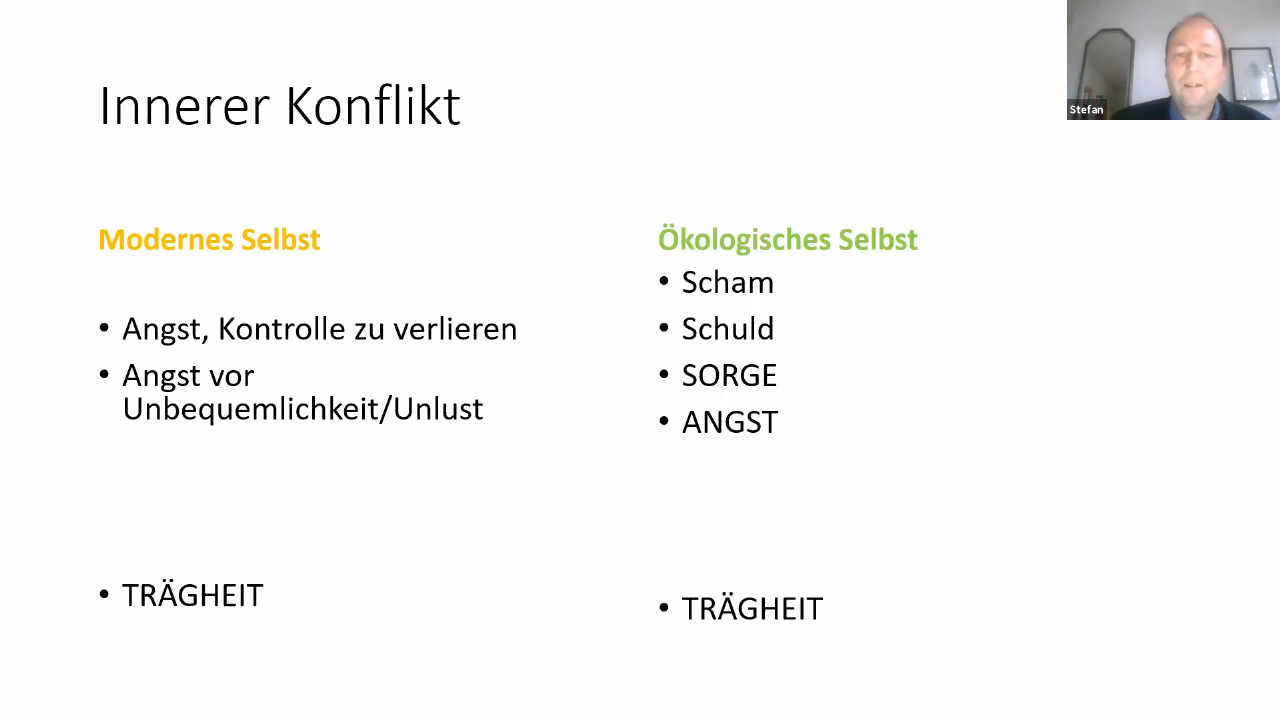 Innerer Konflikt
Stefan
Modernes Selbst
• Angst, Kontrolle zu verlieren
• Angst vor
Unbequemlichkeit/Unlust
• TRÄGHEIT
Ökologisches Selbst
• Scham
• Schuld
• SORGE
• ANGST
• TRÄGHEIT